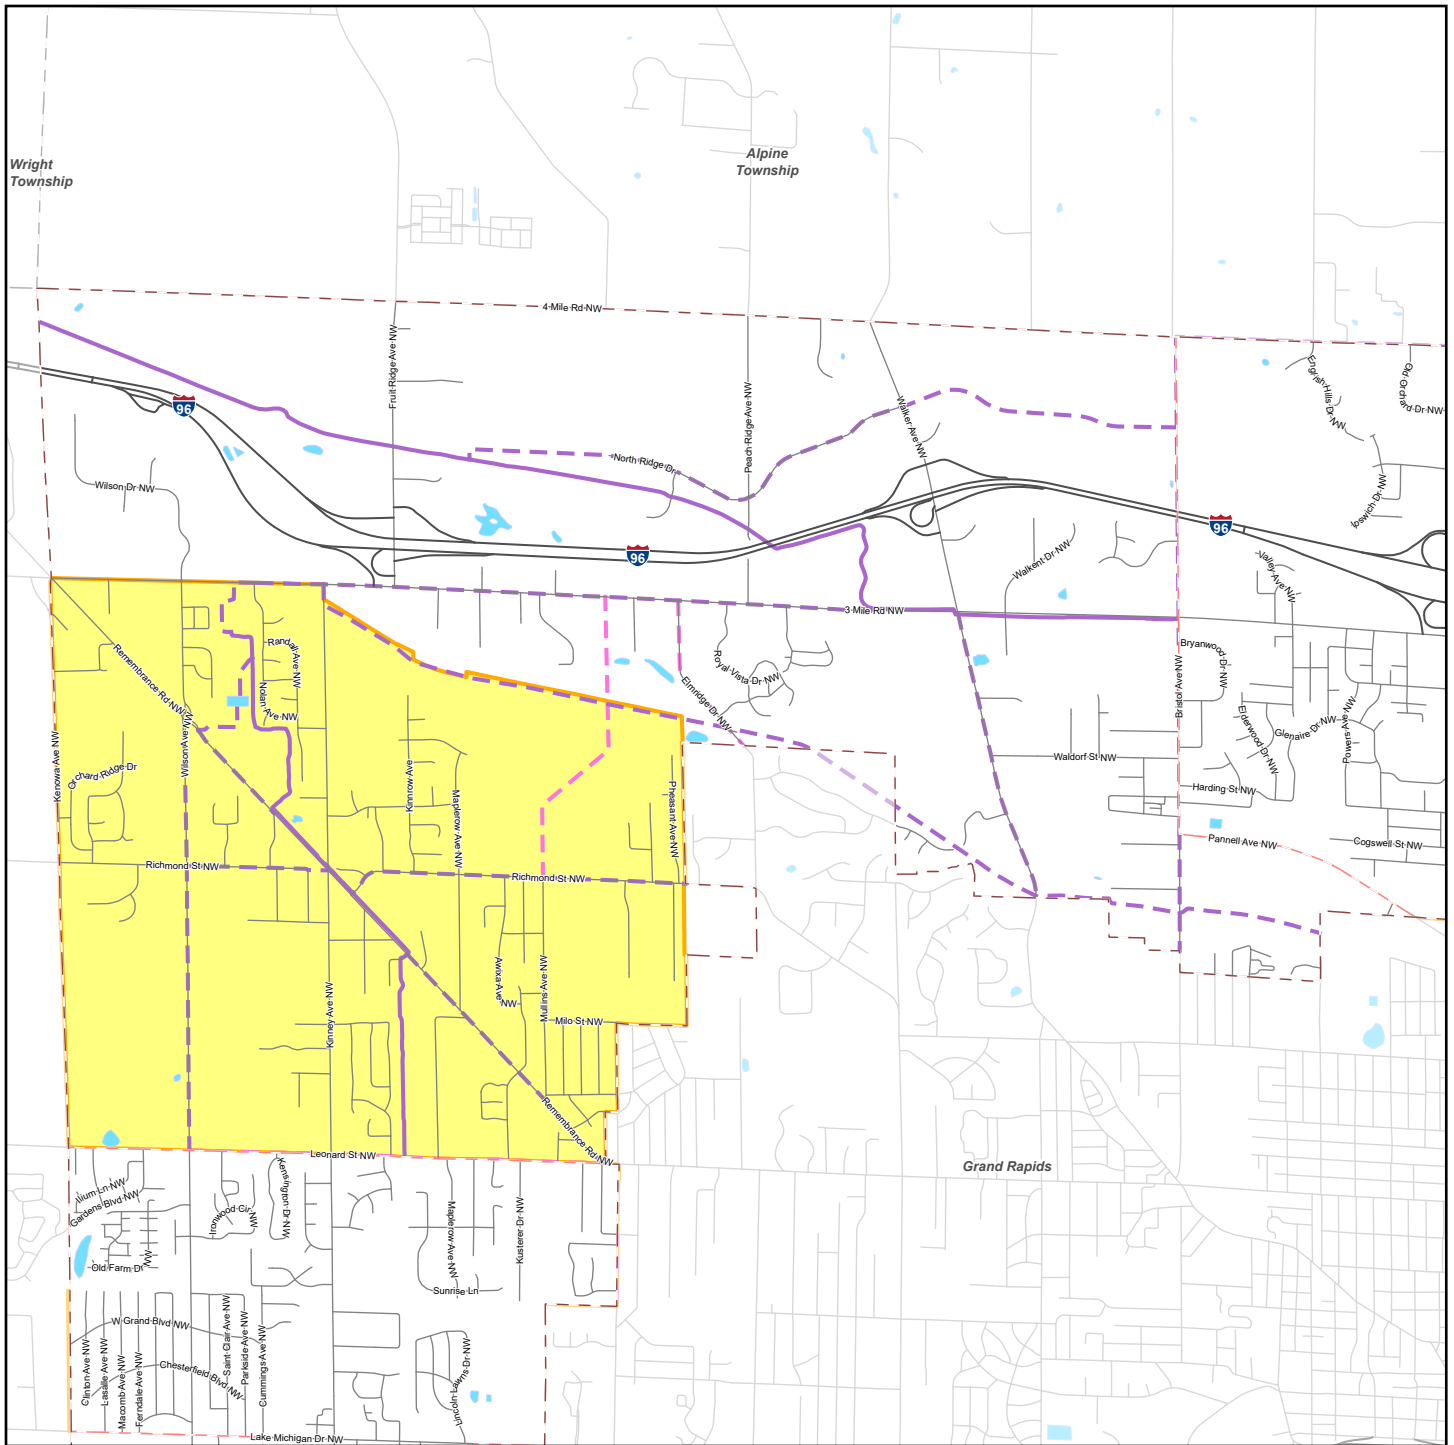 Wright
Township
Alpine
Township
4 Mile Rd NW
Fruit Ridge Ave NW
Peach Ridge Ave NW
Walker Ave NW
English Hills Dr NW
Old Orchard Dr NW
96
North Ridge Dr
Wilson Dr NW
Ipswich Dr NW
96
96
Walkent Dr NW
Valley Ave NW
3 Mile Rd NW
Randall Ave NW
Remembrance Rd NW
Nolan Ave NW
Royal Vista Dr NW
Elmridge Dr NW
Bristol Ave NW
Bryanwood Dr NW
Elderwood Dr NW
Glenaire Dr NW
Powers Ave NW
Kenowa Ave NW
Wilson Ave NW
Orchard Ridge Dr
Kinnrow Ave
Maplerow Ave NW
Pheasant Ave NW
Waldorf St NW
Harding St NW
Pannell Ave NW
Cogswell St NW
Richmond St NW
Richmond St NW
Kinney Ave NW
Awixa Ave
NW
Mullins Ave NW
Milo St NW
Remembrance Rd NW
Leonard St NW
Grand Rapids
Gardens Blvd NW
Ironwood Cir NW
Kensington Dr NW
Maplerow Ave NW
Kusterer Dr NW
Old Farm Dr
NW
Sunrise Ln
W Grand Blvd NW
Clinton Ave NW
Lasalle Ave NW
Macomb Ave NW
Ferndale Ave NW
Chesterfield Blvd NW
Saint Clair Ave NW
Parkside Ave NW
Cummings Ave NW
Lincoln Lawns Dr NW
Lake Michigan Dr NW